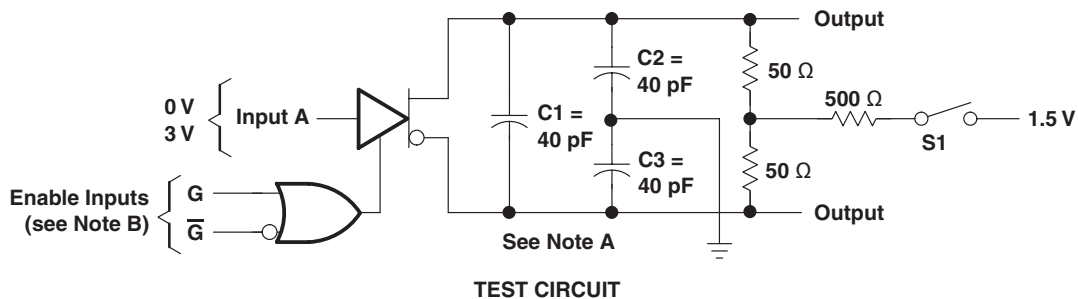 Output
C2 =
40 pF
50 Ω
0 V
3 V
Input A
C1 =
40 pF
500 Ω
1.5 V
S1
C3 =
40 pF
50 Ω
Enable Inputs
(see Note B)
G
G̅
Output
See Note A
TEST CIRCUIT